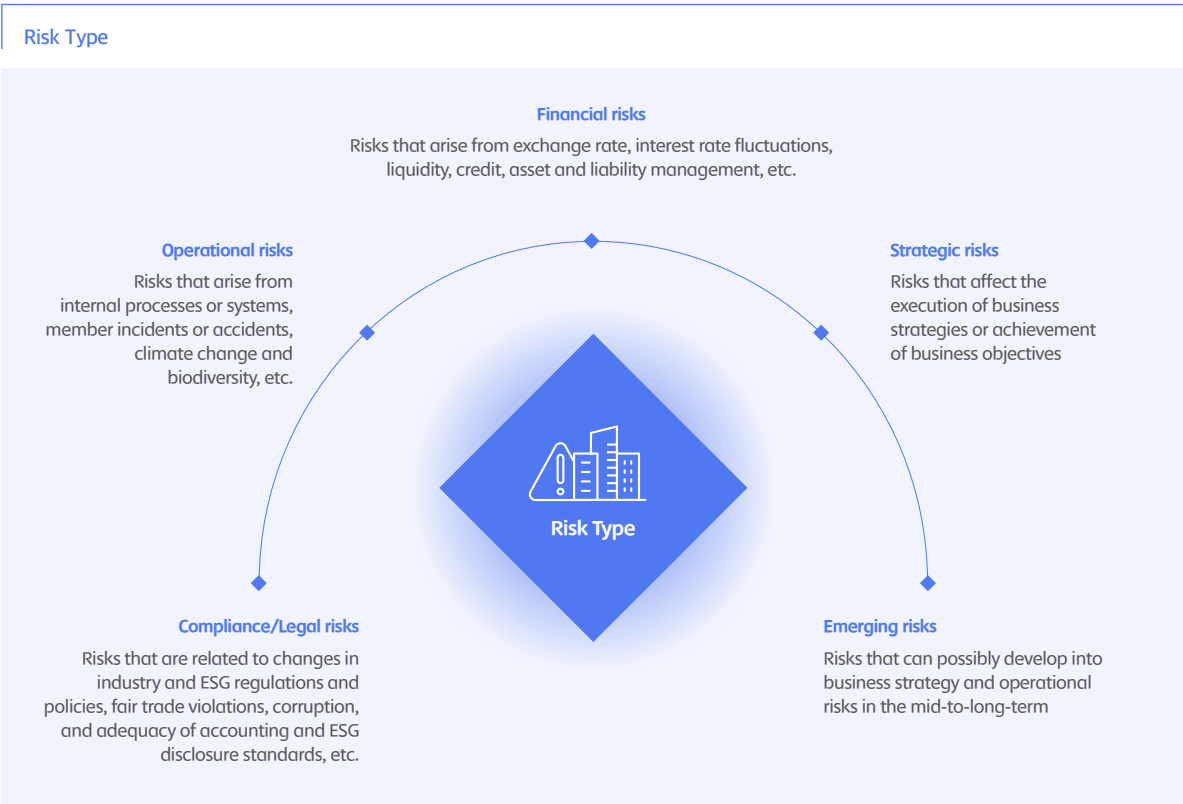 Risk Type
Financial risks
Risks that arise from exchange rate, interest rate fluctuations,
liquidity, credit, asset and liability management, etc.
Operational risks
Risks that arise from
internal processes or systems,
member incidents or accidents,
climate change and
biodiversity, etc.
Strategic risks
Risks that affect the
execution of business
strategies or achievement
of business objectives
Risk Type
Compliance/Legal risks
Risks that are related to changes in
industry and ESG regulations and
policies, fair trade violations, corruption,
and adequacy of accounting and ESG
disclosure standards, etc.
Emerging risks
Risks that can possibly develop into
business strategy and operational
risks in the mid-to-long-term